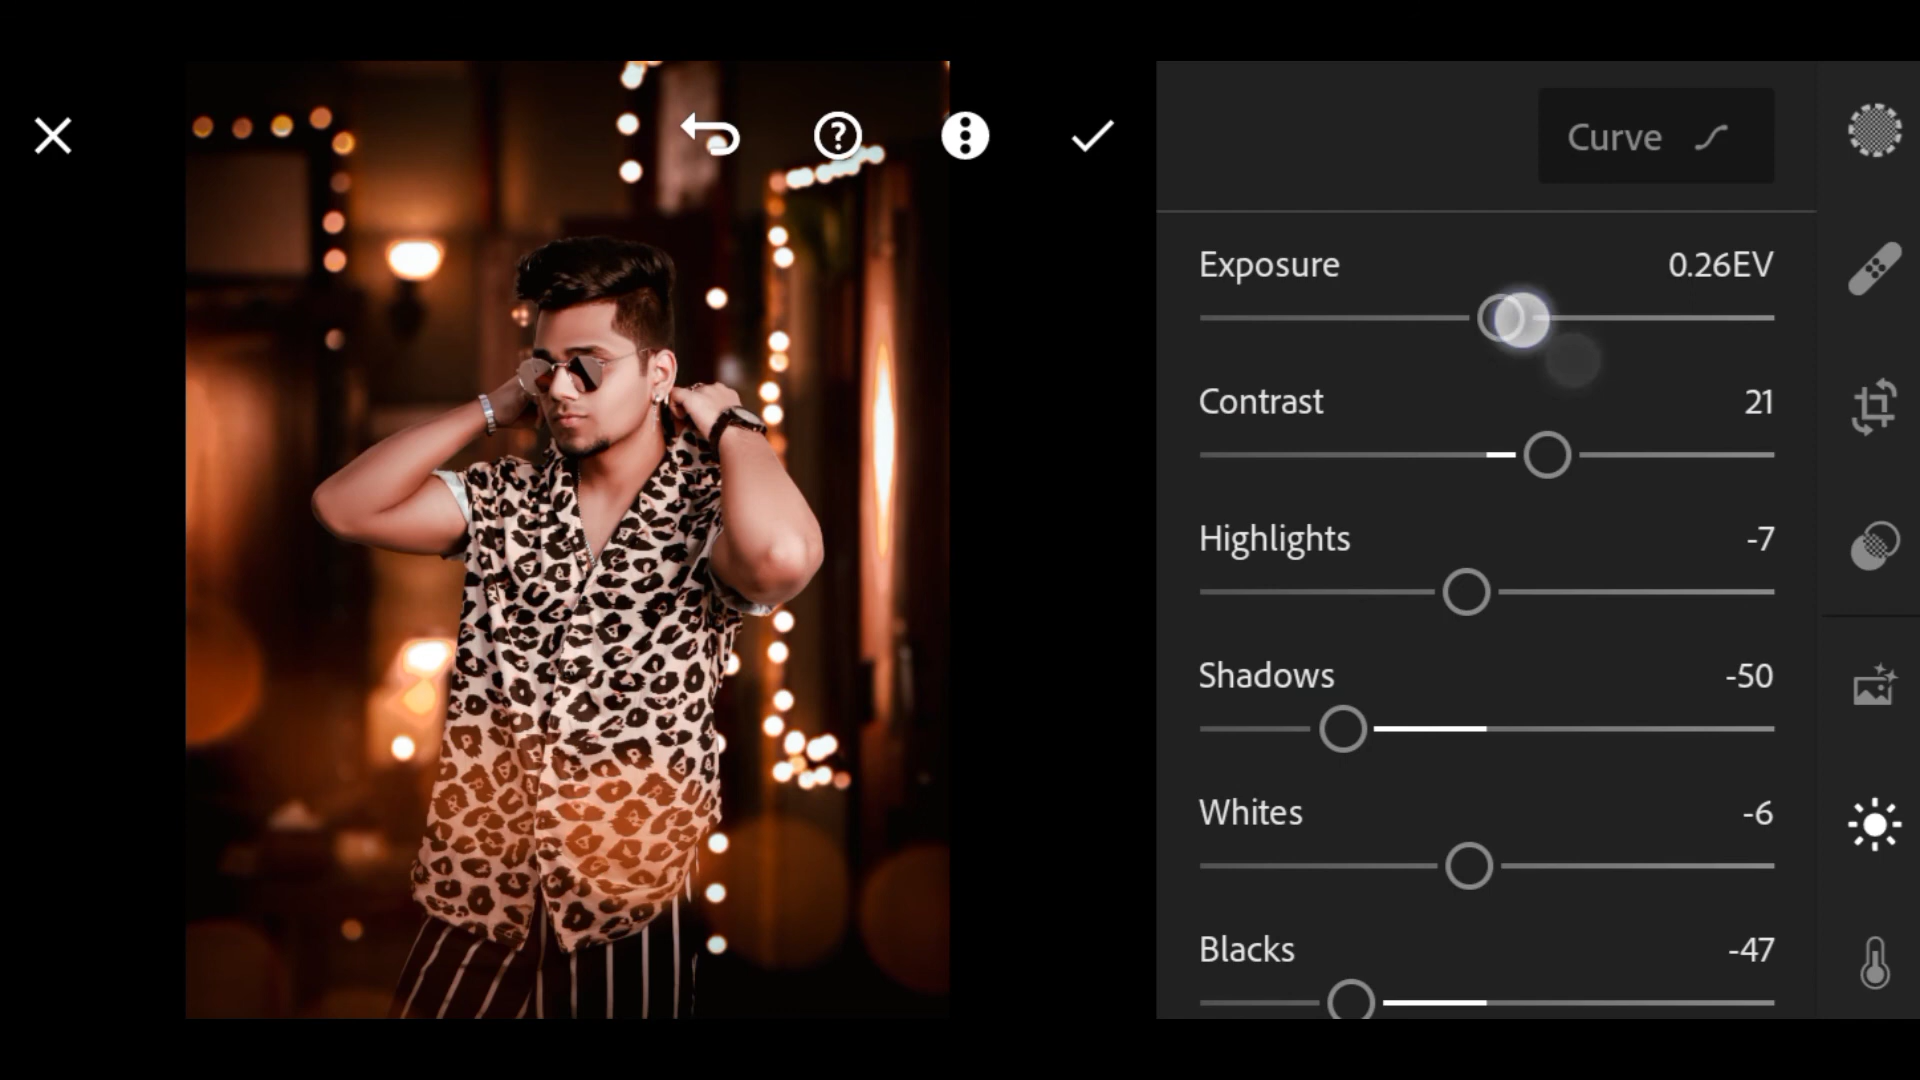 Curve
Exposure 0.26EV
Contrast 21
Highlights -7
Shadows -50
Whites -6
Blacks -47